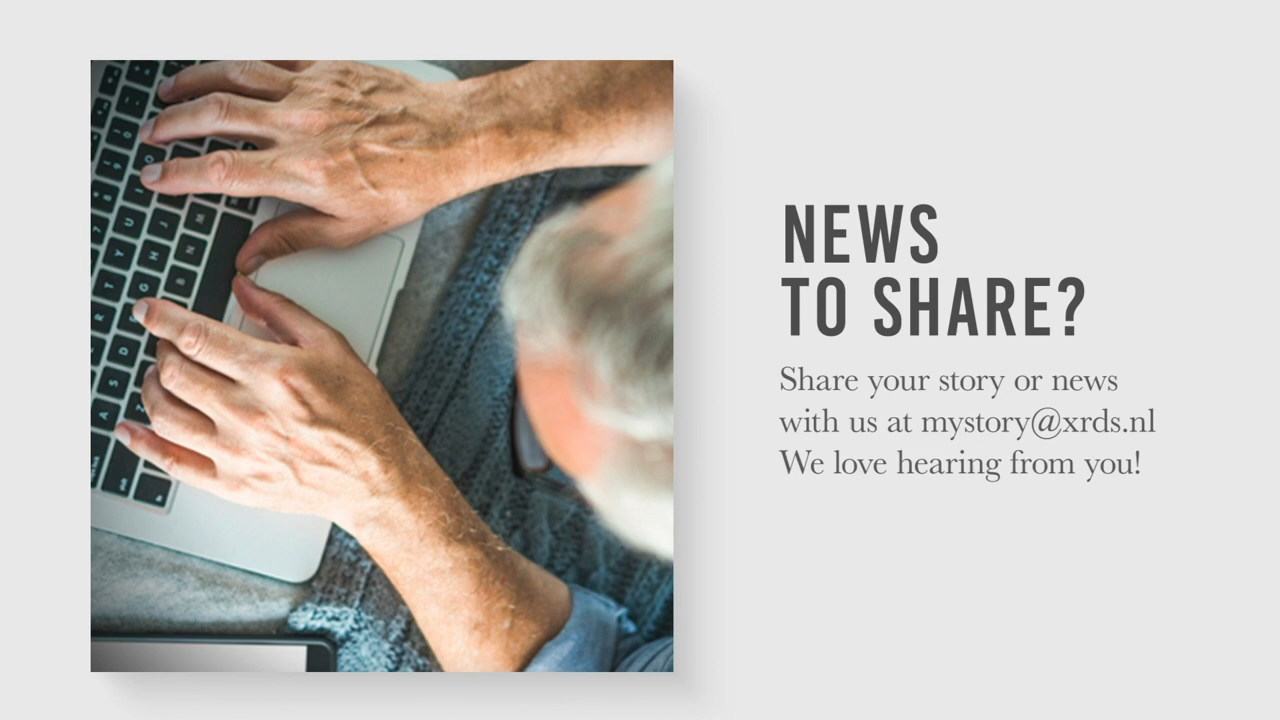 NEWS
TO SHARE?
Share your story or news
with us at mystory@xrds.nl
We love hearing from you!